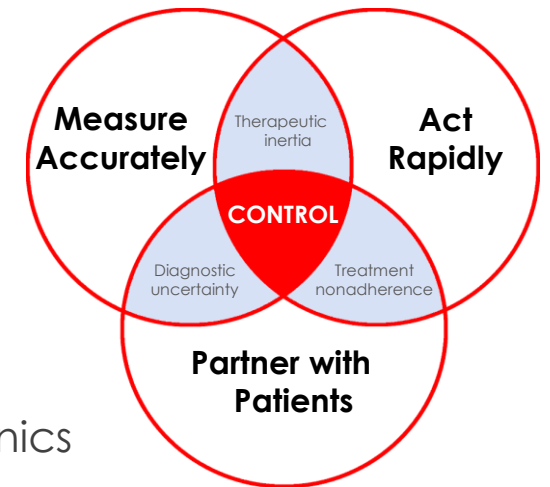 Measure
Accurately
Therapeutic
inertia
Act
Rapidly
CONTROL
Diagnostic
uncertainty
Treatment
nonadherence
Partner with
Patients
nics